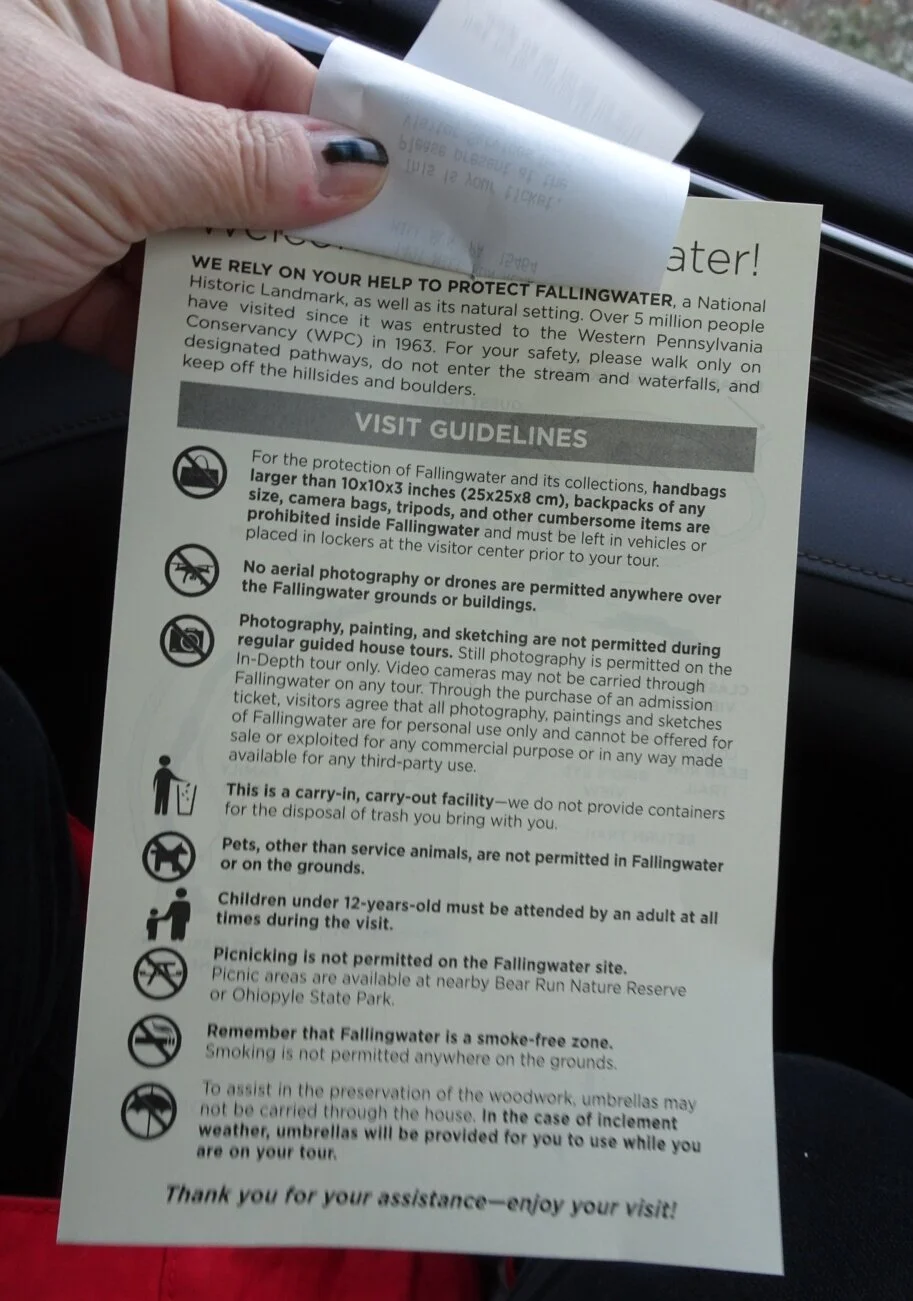 This is your ticket.
Please present at the
Visitor
15464
ater!
WE RELY ON YOUR HELP TO PROTECT FALLINGWATER, a National
Historic Landmark, as well as its natural setting. Over 5 million people
have visited since it was entrusted to the Western Pennsylvania
Conservancy (WPC) in 1963. For your safety, please walk only on
designated pathways, do not enter the stream and waterfalls, and
keep off the hillsides and boulders.
VISIT GUIDELINES
For the protection of Fallingwater and its collections, handbags
larger than 10x10x3 inches (25x25x8 cm), backpacks of any
size, camera bags, tripods, and other cumbersome items are
prohibited inside Fallingwater and must be left in vehicles or
placed in lockers at the visitor center prior to your tour.
No aerial photography or drones are permitted anywhere over
the Fallingwater grounds or buildings.
Photography, painting, and sketching are not permitted during
regular guided house tours. Still photography is permitted on the
In-Depth tour only. Video cameras may not be carried through
Fallingwater on any tour. Through the purchase of an admission
ticket, visitors agree that all photography, paintings and sketches
of Fallingwater are for personal use only and cannot be offered for
sale or exploited for any commercial purpose or in any way made
available for any third-party use.
This is a carry-in, carry-out facility—we do not provide containers
for the disposal of trash you bring with you.
Pets, other than service animals, are not permitted in Fallingwater
or on the grounds.
Children under 12-years-old must be attended by an adult at all
times during the visit.
Picnicking is not permitted on the Fallingwater site.
Picnic areas are available at nearby Bear Run Nature Reserve
or Ohiopyle State Park.
Remember that Fallingwater is a smoke-free zone.
Smoking is not permitted anywhere on the grounds.
To assist in the preservation of the woodwork, umbrellas may
not be carried through the house. In the case of inclement
weather, umbrellas will be provided for you to use while you
are on your tour.
Thank you for your assistance—enjoy your visit!